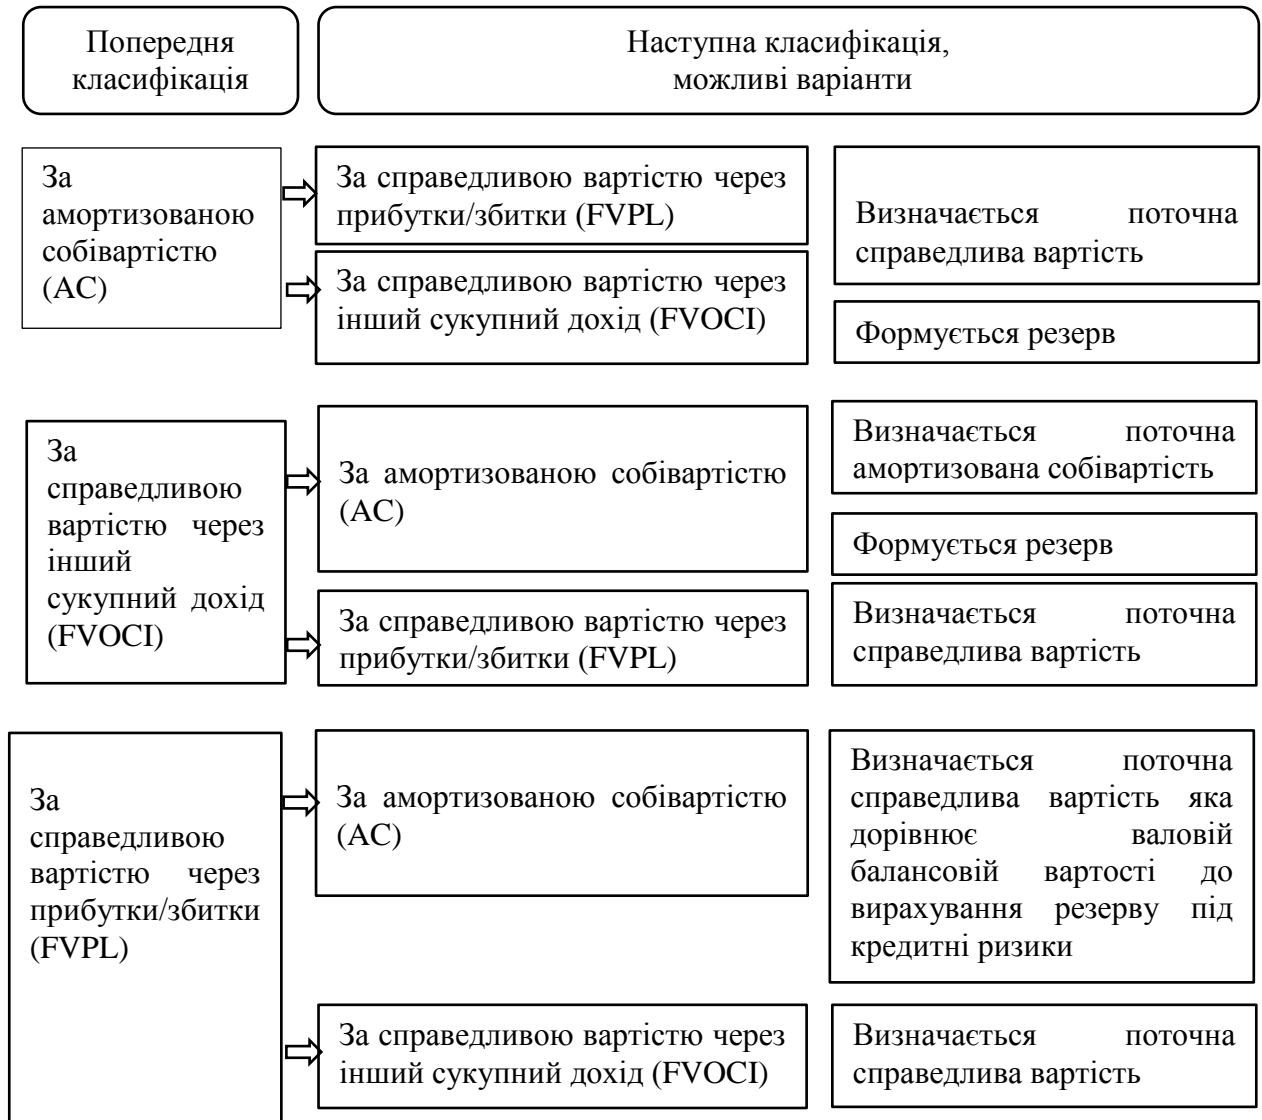 Попередня
класифікація
Наступна класифікація,
можливі варіанти
За
амортизованою
собівартістю
(AC)
За справедливою вартістю через
прибутки/збитки (FVPL)
За справедливою вартістю через
інший сукупний дохід (FVOCI)
Визначається поточна
справедлива вартість
Формується резерв
За
справедливою
вартістю через
інший
сукупний дохід
(FVOCI)
За амортизованою собівартістю
(AC)
Визначається поточна
амортизована собівартість
Формується резерв
За справедливою вартістю через
прибутки/збитки (FVPL)
Визначається поточна
справедлива вартість
За
справедливою
вартістю через
прибутки/збитки
(FVPL)
За амортизованою собівартістю
(AC)
Визначається поточна
справедлива вартість яка
дорівнює валовій
балансовій вартості до
вирахування резерву під
кредитні ризики
За справедливою вартістю через
інший сукупний дохід (FVOCI)
Визначається поточна
справедлива вартість